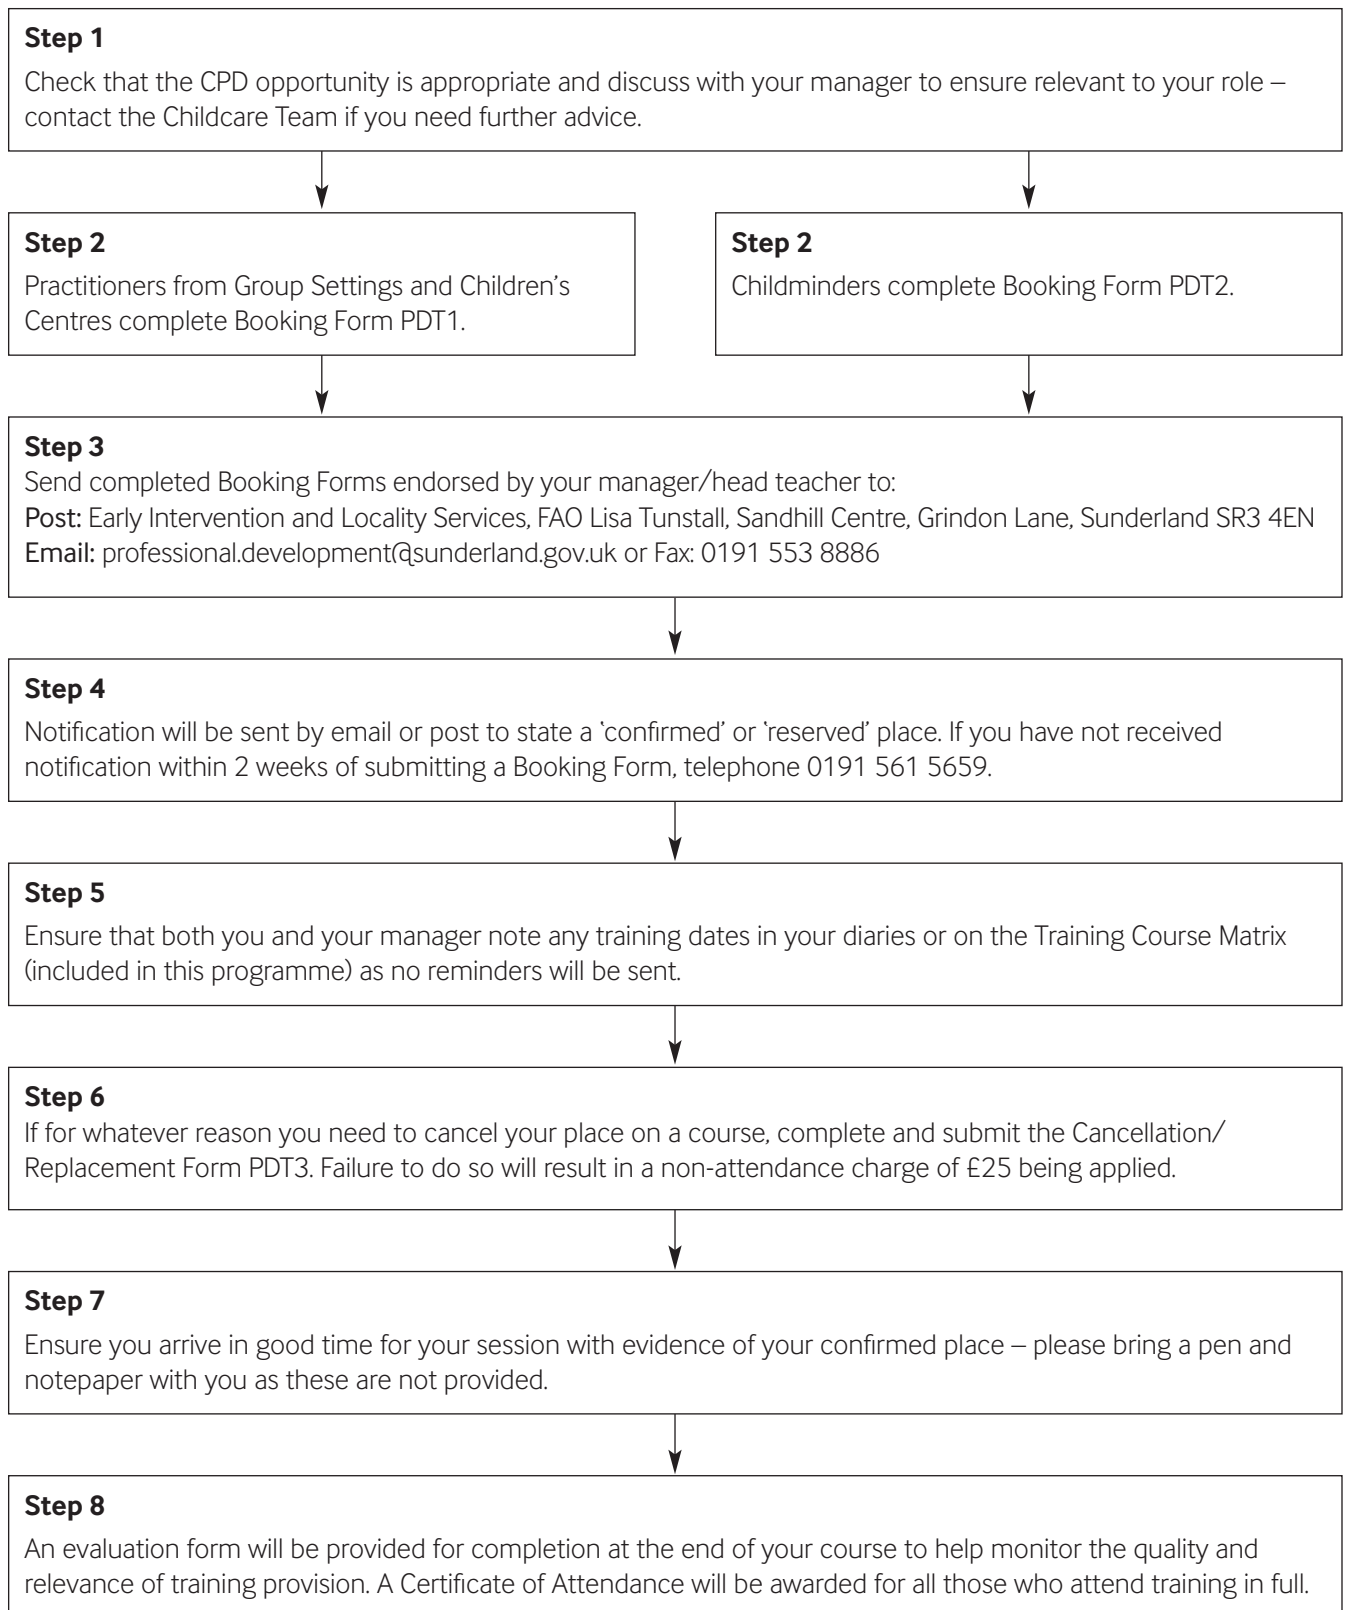 Step 1
Check that the CPD opportunity is appropriate and discuss with your manager to ensure relevant to your role –
contact the Childcare Team if you need further advice.
Step 2
Practitioners from Group Settings and Children’s
Centres complete Booking Form PDT1.
Step 2
Childminders complete Booking Form PDT2.
Step 3
Send completed Booking Forms endorsed by your manager/head teacher to:
Post: Early Intervention and Locality Services, FAO Lisa Tunstall, Sandhill Centre, Grindon Lane, Sunderland SR3 4EN
Email: professional.development@sunderland.gov.uk or Fax: 0191 553 8886
Step 4
Notification will be sent by email or post to state a ‘confirmed’ or ‘reserved’ place. If you have not received
notification within 2 weeks of submitting a Booking Form, telephone 0191 561 5659.
Step 5
Ensure that both you and your manager note any training dates in your diaries or on the Training Course Matrix
(included in this programme) as no reminders will be sent.
Step 6
If for whatever reason you need to cancel your place on a course, complete and submit the Cancellation/
Replacement Form PDT3. Failure to do so will result in a non-attendance charge of £25 being applied.
Step 7
Ensure you arrive in good time for your session with evidence of your confirmed place – please bring a pen and
notepaper with you as these are not provided.
Step 8
An evaluation form will be provided for completion at the end of your course to help monitor the quality and
relevance of training provision. A Certificate of Attendance will be awarded for all those who attend training in full.